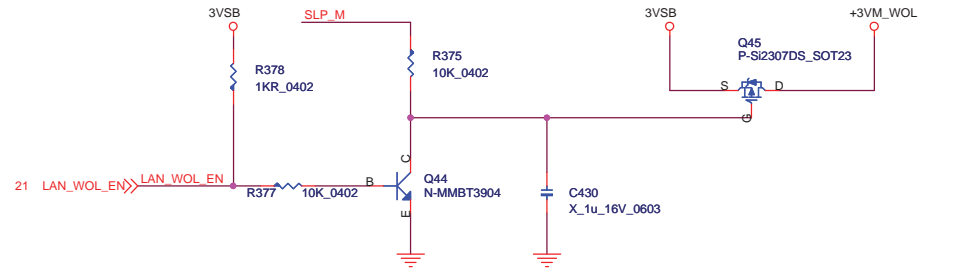 3VSB
SLP_M
3VSB
+3VM_WOL
Q45
P-Si2307DS_SOT23
R378
1KR_0402
R375
10K_0402
S
D
G
C
21 LAN_WOL_EN
LAN_WOL_EN
R377
10K_0402
B
Q44
N-MMBT3904
E
C430
X_1u_16V_0603